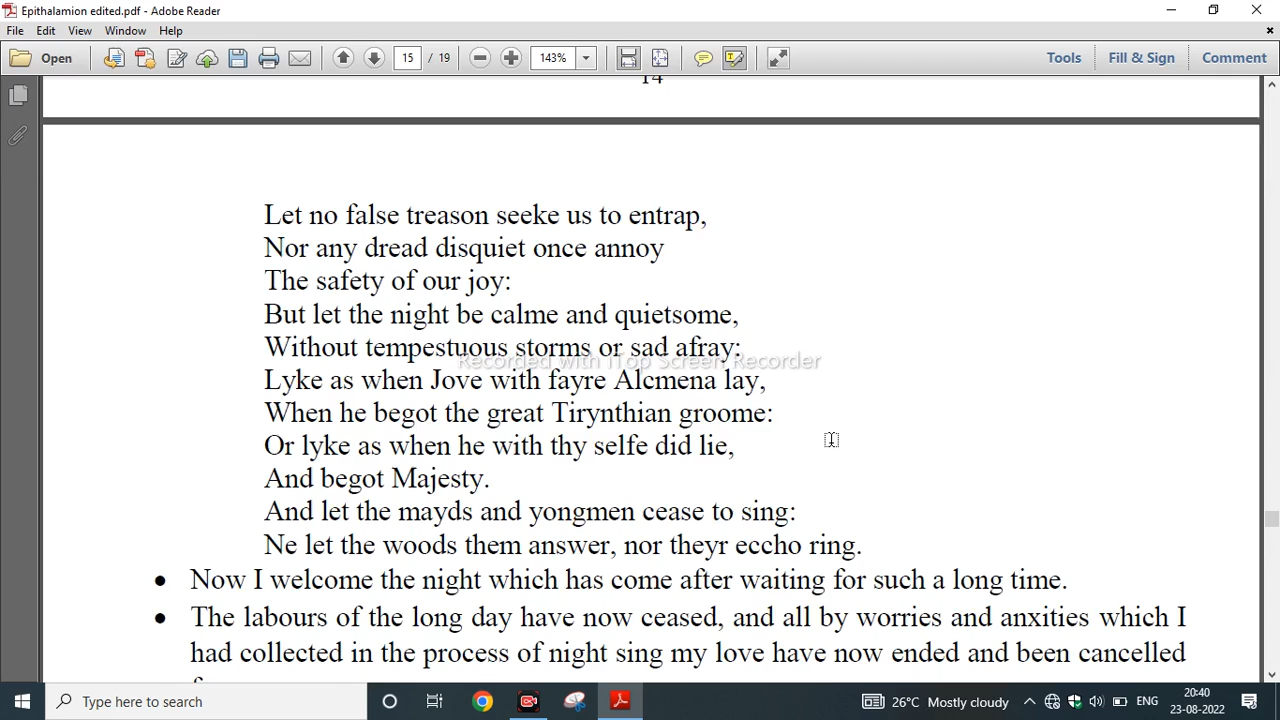 Epithalamion edited.pdf - Adobe Reader
File Edit View Window Help
Open 15 / 19 143% Tools Fill & Sign Comment
14
Let no false treason seeke us to entrap,
Nor any dread disquiet once annoy
The safety of our joy:
But let the night be calme and quietsome,
Without tempestuous storms or sad afray:
Recorded with iTop Screen Recorder
Lyke as when Jove with fayre Alcmena lay,
When he begot the great Tirynthian groome:
Or lyke as when he with thy selfe did lie,
And begot Majesty.
And let the mayds and yongmen cease to sing:
Ne let the woods them answer, nor theyr eccho ring.
• Now I welcome the night which has come after waiting for such a long time.
• The labours of the long day have now ceased, and all by worries and anxities which I
had collected in the process of night sing my love have now ended and been cancelled
Type here to search 26°C Mostly cloudy ENG 20:40
23-08-2022